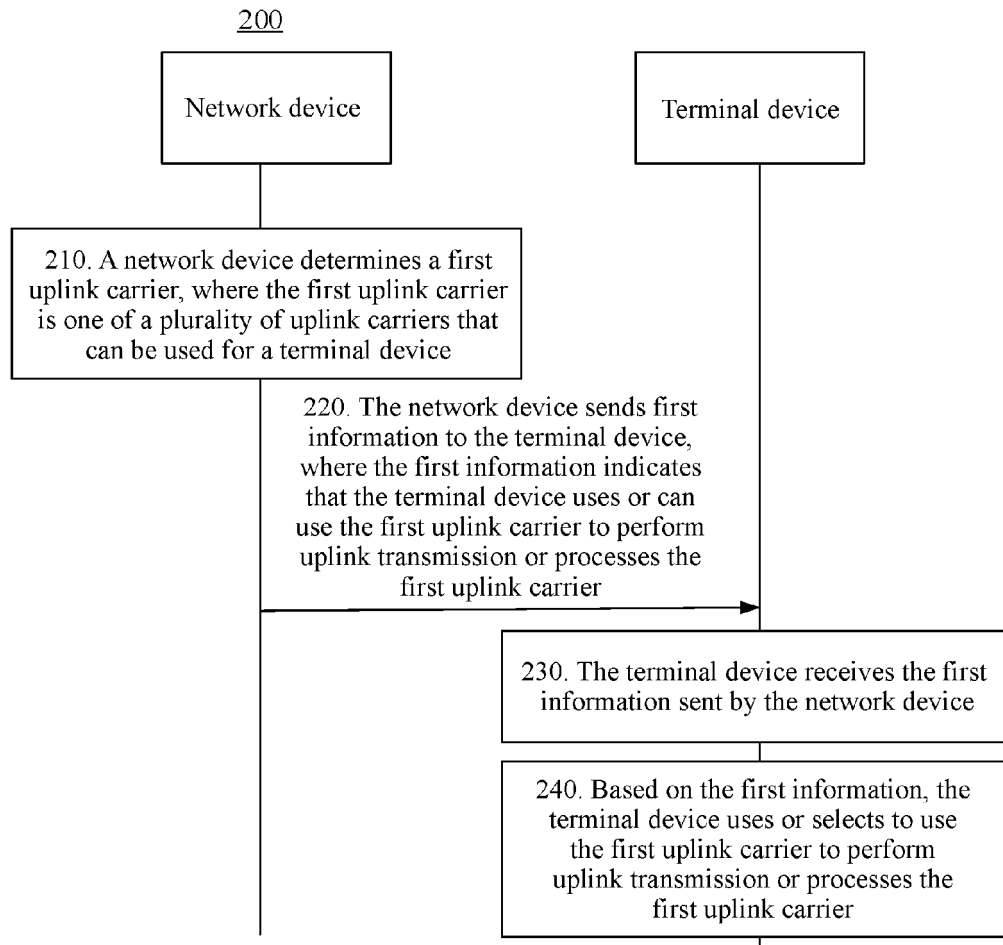 200
Network device
Terminal device
210. A network device determines a first
uplink carrier, where the first uplink carrier
is one of a plurality of uplink carriers that
can be used for a terminal device
220. The network device sends first
information to the terminal device,
where the first information indicates
that the terminal device uses or can
use the first uplink carrier to perform
uplink transmission or processes the
first uplink carrier
230. The terminal device receives the first
information sent by the network device
240. Based on the first information, the
terminal device uses or selects to use
the first uplink carrier to perform
uplink transmission or processes the
first uplink carrier